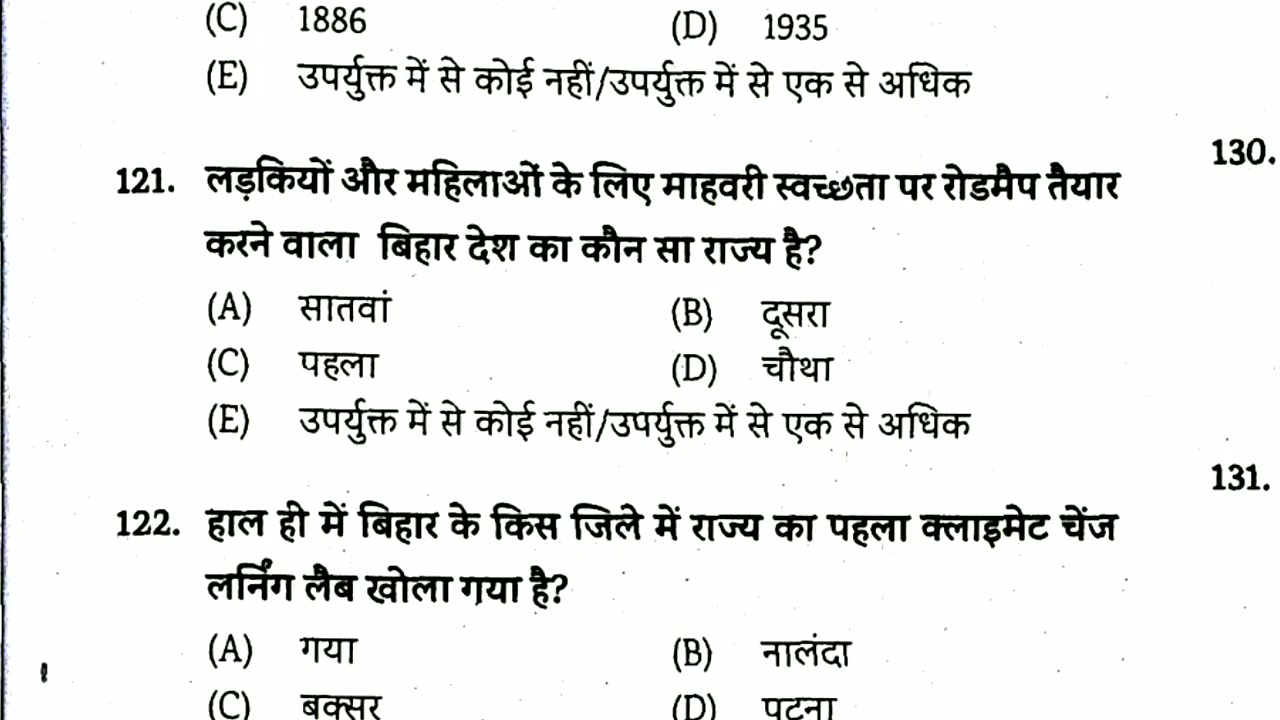 (C) 1886 (D) 1935
(E) उपर्युक्त में से कोई नहीं/उपर्युक्त में से एक से अधिक
130.
121. लड़कियों और महिलाओं के लिए माहवरी स्वच्छता पर रोडमैप तैयार
करने वाला बिहार देश का कौन सा राज्य है?
(A) सातवां (B) दूसरा
(C) पहला (D) चौथा
(E) उपर्युक्त में से कोई नहीं/उपर्युक्त में से एक से अधिक
131.
122. हाल ही में बिहार के किस जिले में राज्य का पहला क्लाइमेट चेंज
लर्निंग लैब खोला गया है?
(A) गया (B) नालंदा
(C) बक्सर (D) पटना